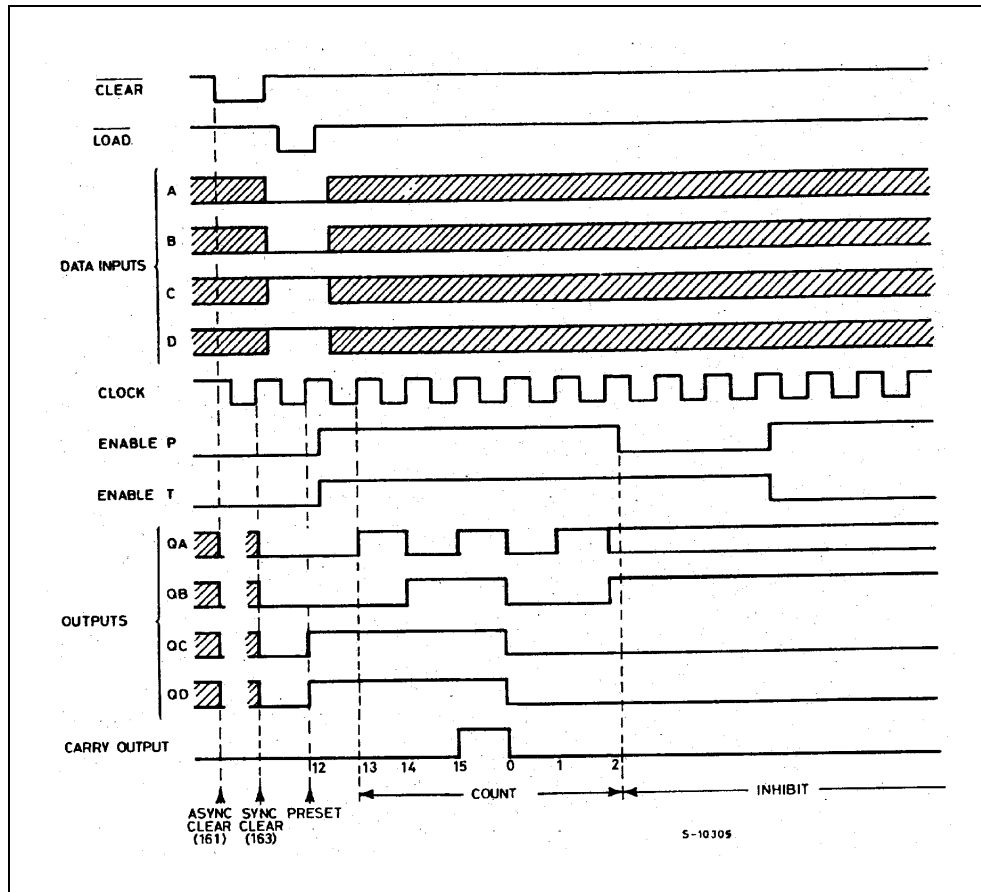 CLEAR
LOAD.
DATA INPUTS
A
B
C
D
CLOCK
ENABLE P
ENABLE T
OUTPUTS
QA
QB
QC
QD
CARRY OUTPUT
12 13 14 15 0 1 2
COUNT INHIBIT
ASYNC CLEAR (161)
SYNC CLEAR (163)
PRESET
S-10305